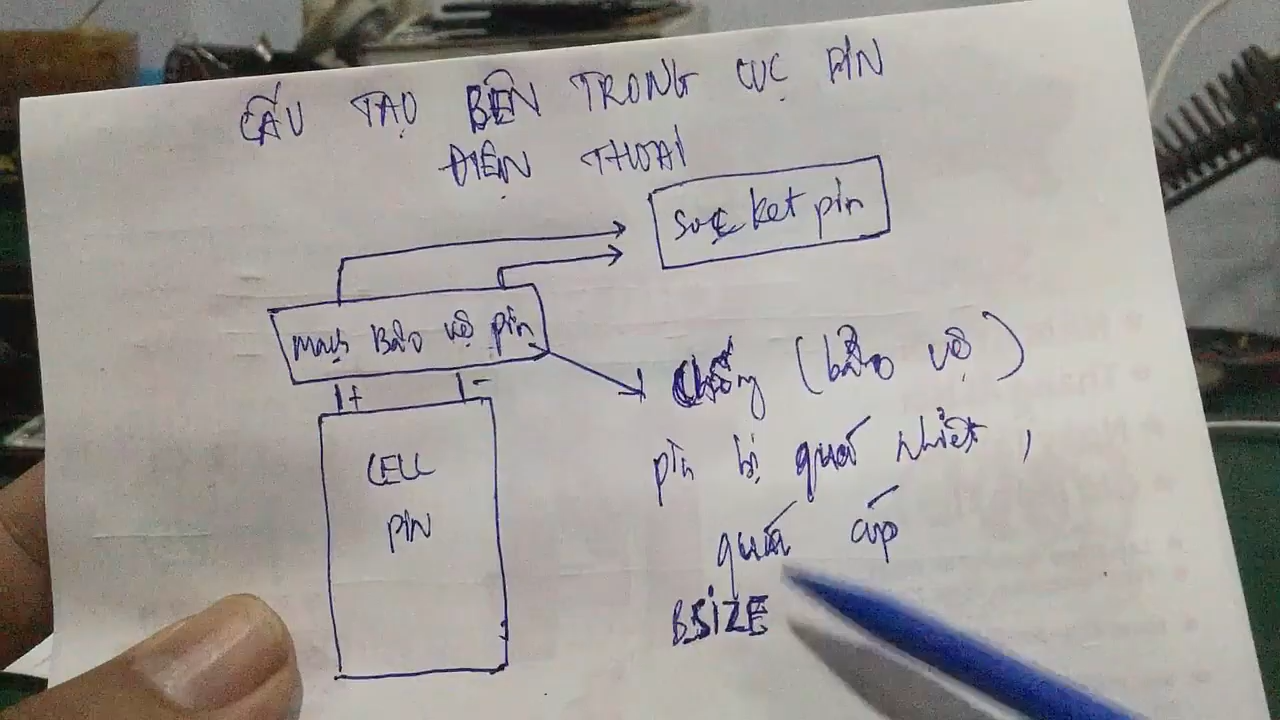 CẤU TẠO BÊN TRONG CỤC PIN
ĐIỆN THOẠI
Socket pin
Mạch Bảo vệ pin
+ -
CELL
PIN
Chống (bảo vệ)
pin bị quá nhiệt,
quá áp
BSIZE